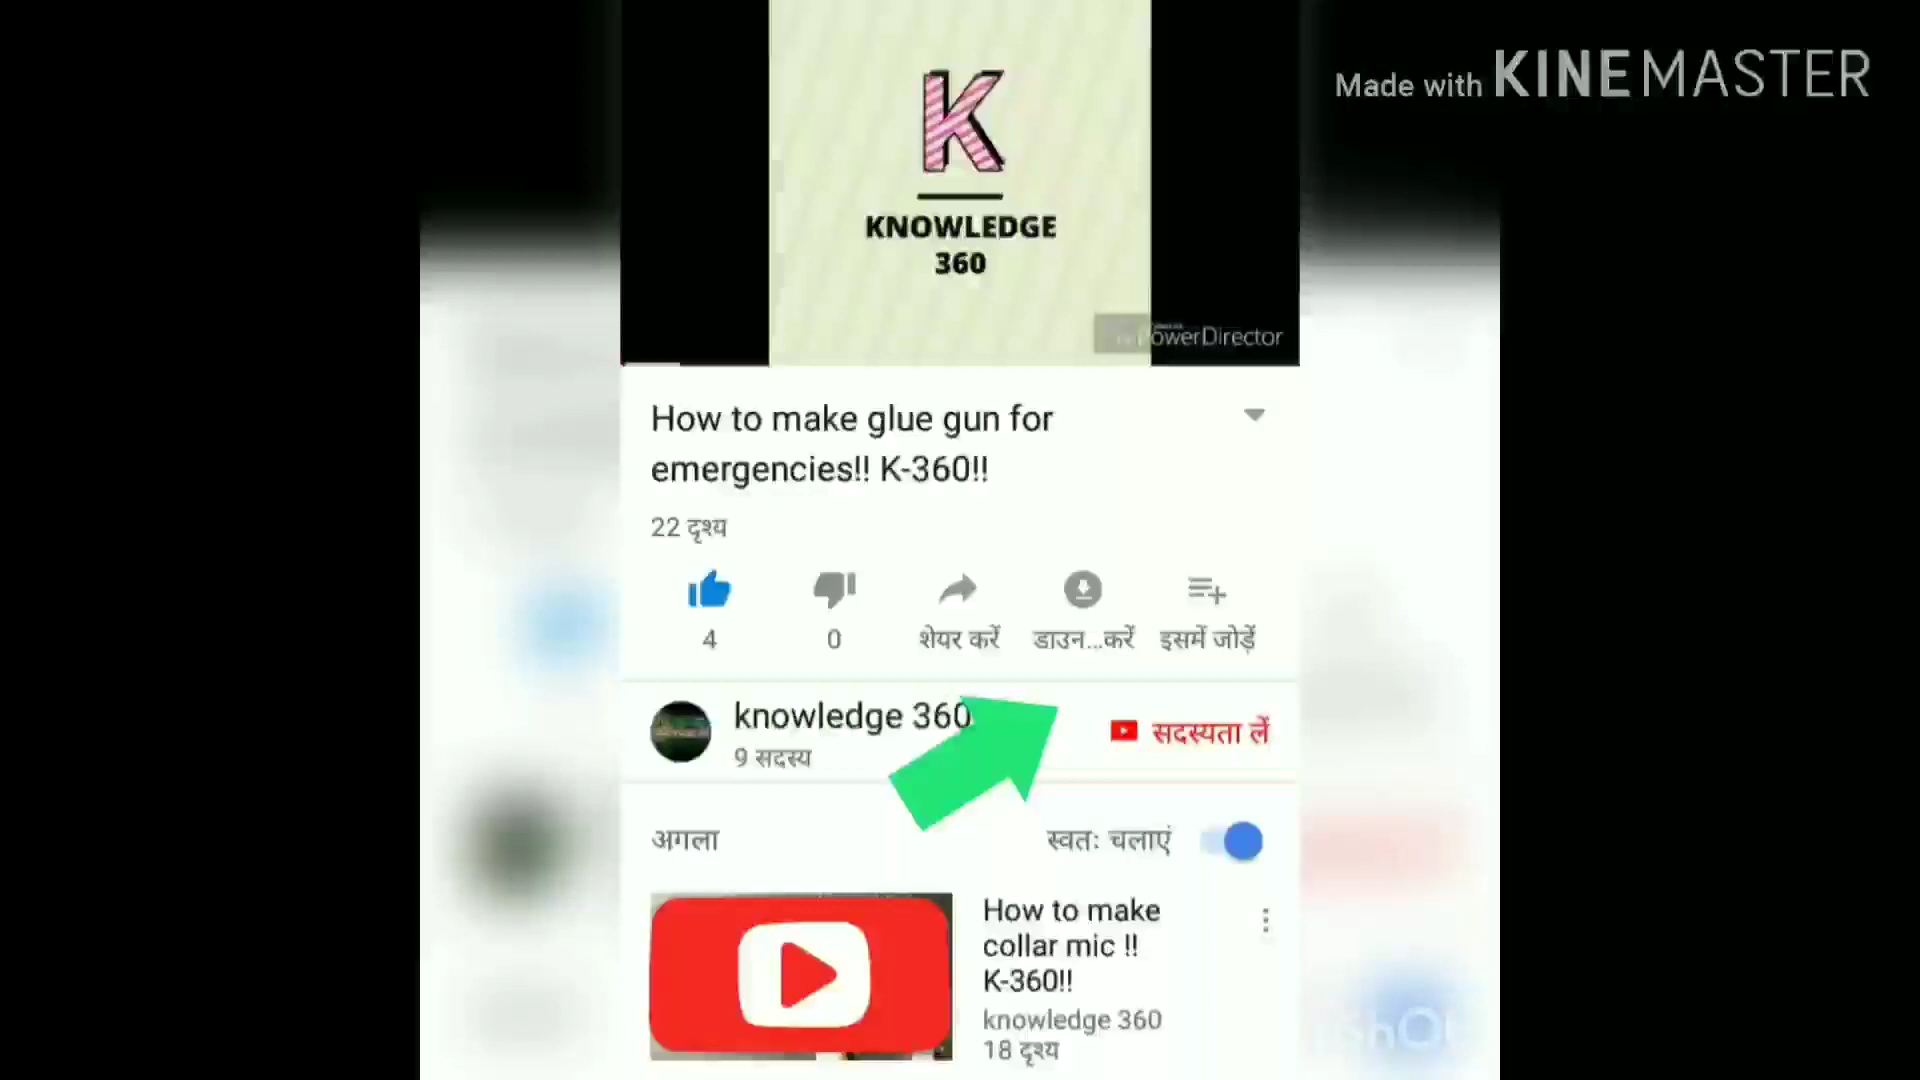 Made with KINEMASTER
K
KNOWLEDGE
360
PowerDirector
How to make glue gun for
emergencies!! K-360!!
22 दृश्य
4
0
शेयर करें
डाउन...करें
इसमें जोड़ें
knowledge 360
9 सदस्य
सदस्यता लें
अगला
स्वतः चलाएं
How to make
collar mic !!
K-360!!
knowledge 360
18 दृश्य